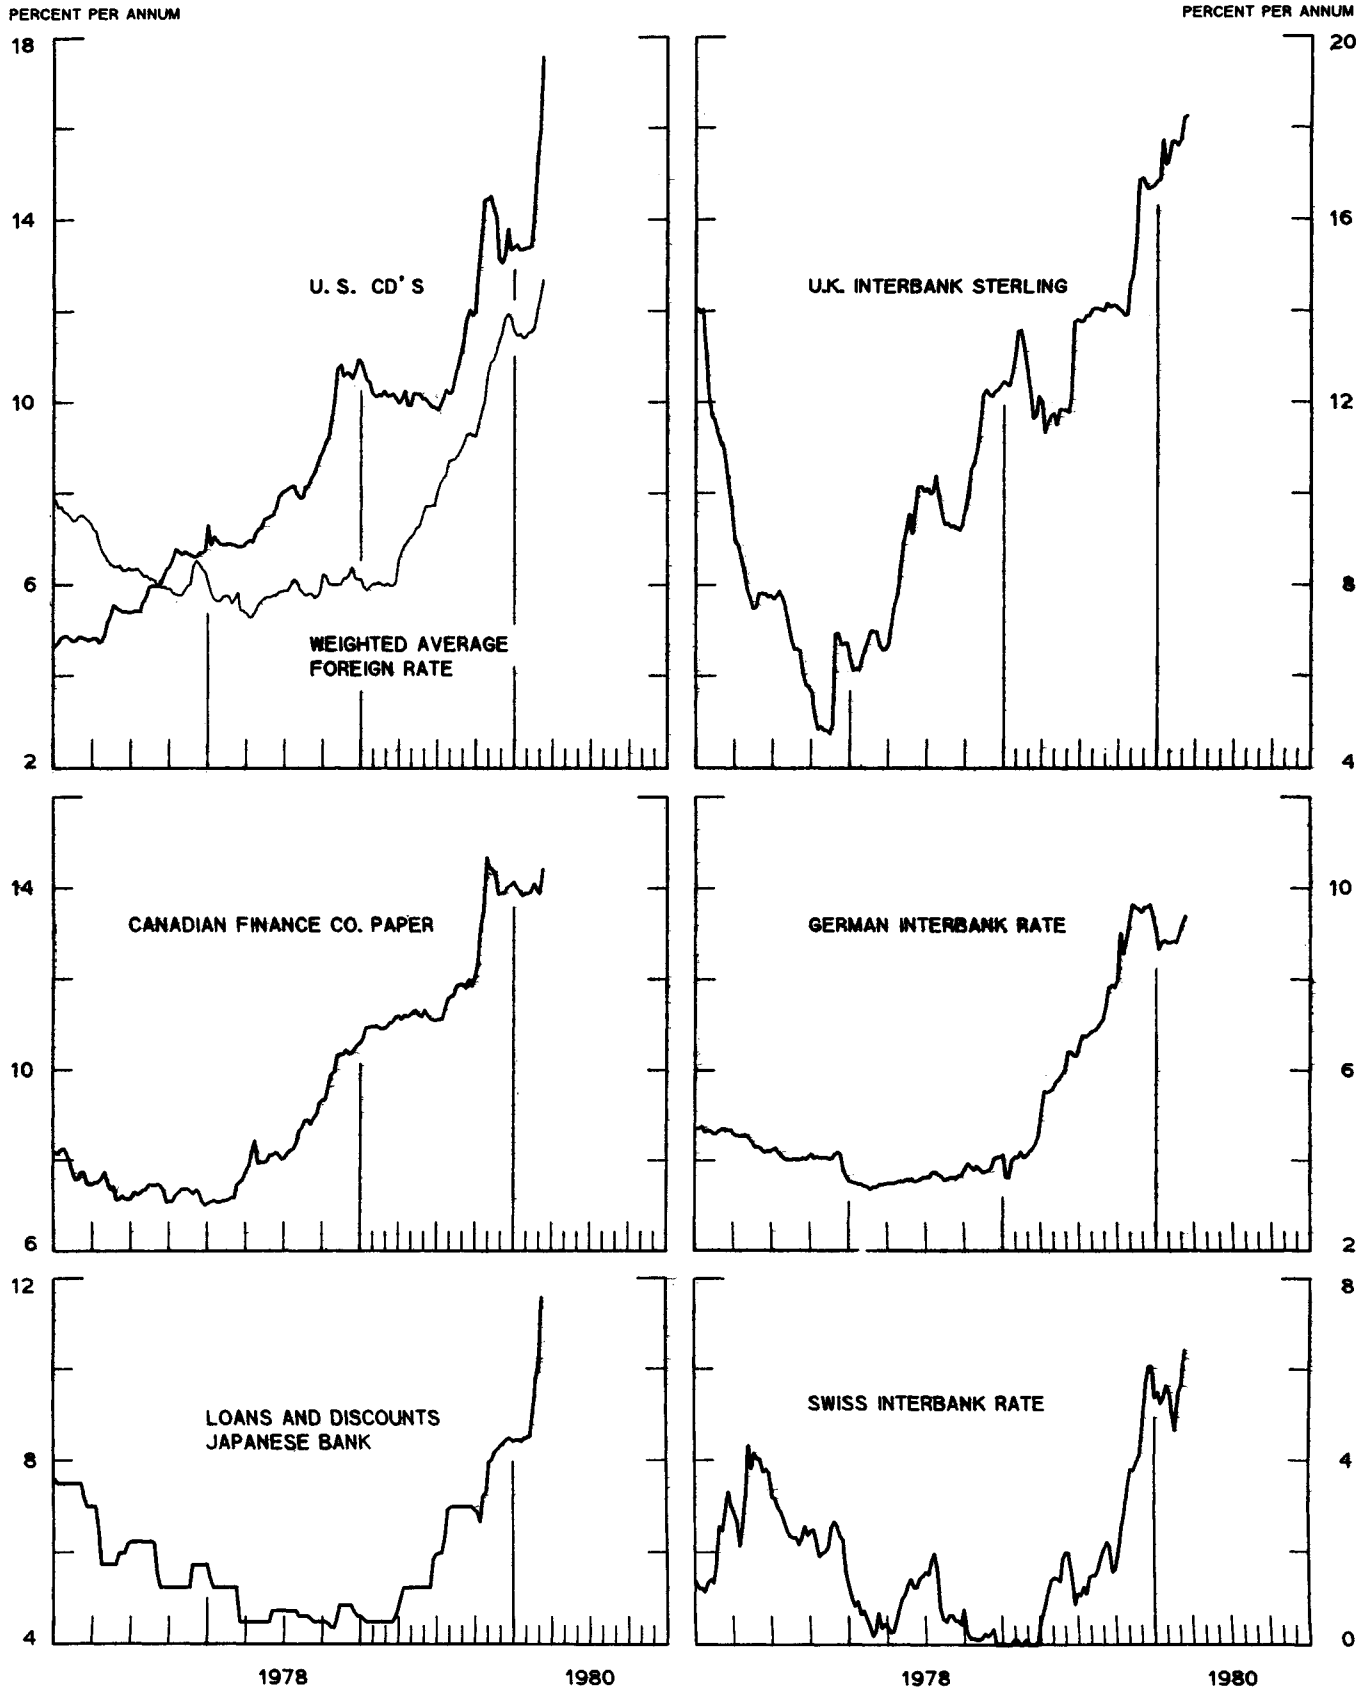 PERCENT PER ANNUM
PERCENT PER ANNUM
18
14
10
6
2
U. S. CD'S
WEIGHTED AVERAGE
FOREIGN RATE
20
16
12
8
4
U.K. INTERBANK STERLING
14
10
6
CANADIAN FINANCE CO. PAPER
10
6
2
GERMAN INTERBANK RATE
12
8
4
LOANS AND DISCOUNTS
JAPANESE BANK
8
4
0
SWISS INTERBANK RATE
1978
1980
1978
1980